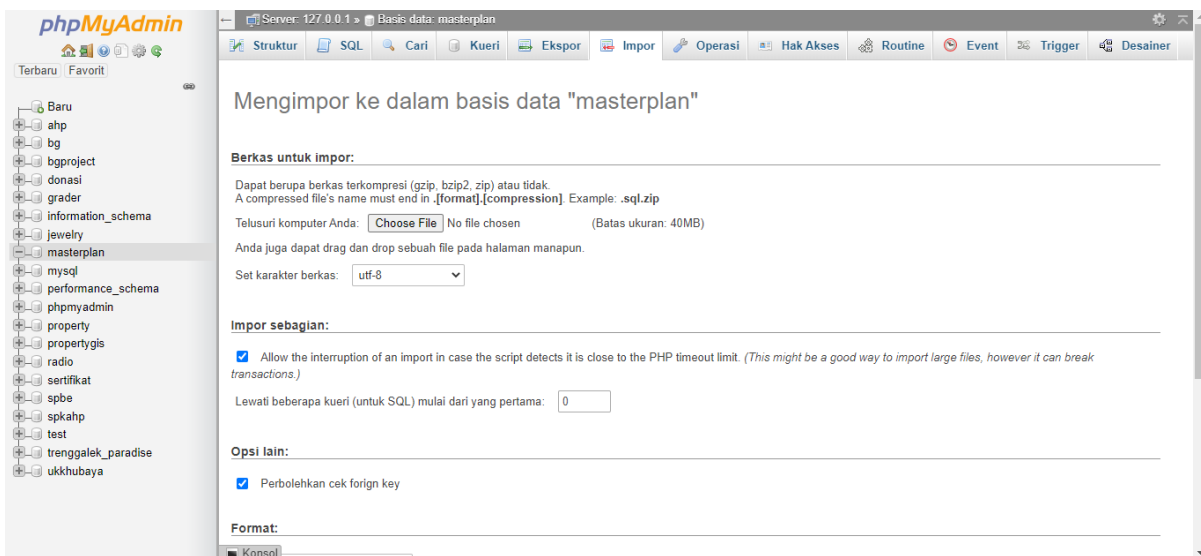 phpMyAdmin
Terbaru Favorit
Baru
ahp
bg
bgproject
donasi
grader
information_schema
jewelry
masterplan
mysql
performance_schema
phpmyadmin
property
propertygis
radio
sertifikat
spbe
spkahp
test
trenggalek_paradise
ukkhubaya
Server: 127.0.0.1 » Basis data: masterplan
Struktur SQL Cari Kueri Ekspor Impor Operasi Hak Akses Routine Event Trigger Desainer
Mengimpor ke dalam basis data "masterplan"
Berkas untuk impor:
Dapat berupa berkas terkompresi (gzip, bzip2, zip) atau tidak.
A compressed file's name must end in .[format].[compression]. Example: .sql.zip
Telusuri komputer Anda: Choose File No file chosen (Batas ukuran: 40MB)
Anda juga dapat drag dan drop sebuah file pada halaman manapun.
Set karakter berkas: utf-8
Impor sebagian:
Allow the interruption of an import in case the script detects it is close to the PHP timeout limit. (This might be a good way to import large files, however it can break
transactions.)
Lewati beberapa kueri (untuk SQL) mulai dari yang pertama: 0
Opsi lain:
Perbolehkan cek forign key
Format:
Konsol